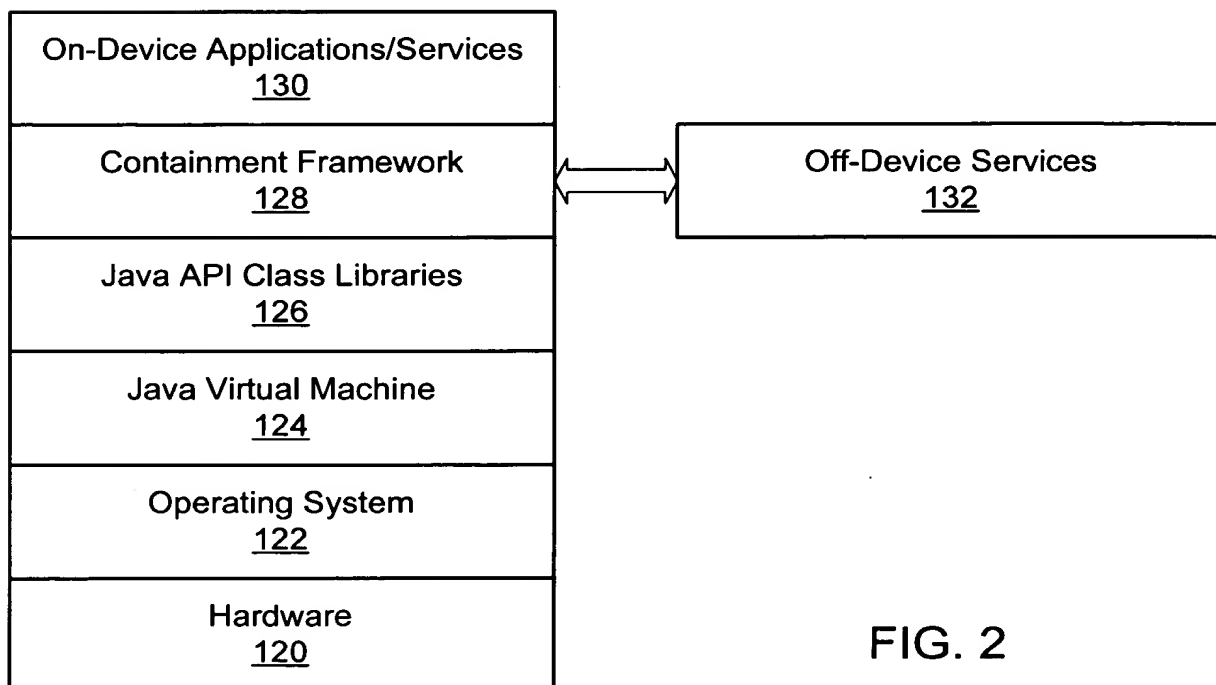 On-Device Applications/Services
130
Containment Framework
128
Off-Device Services
132
Java API Class Libraries
126
Java Virtual Machine
124
Operating System
122
Hardware
120
FIG. 2